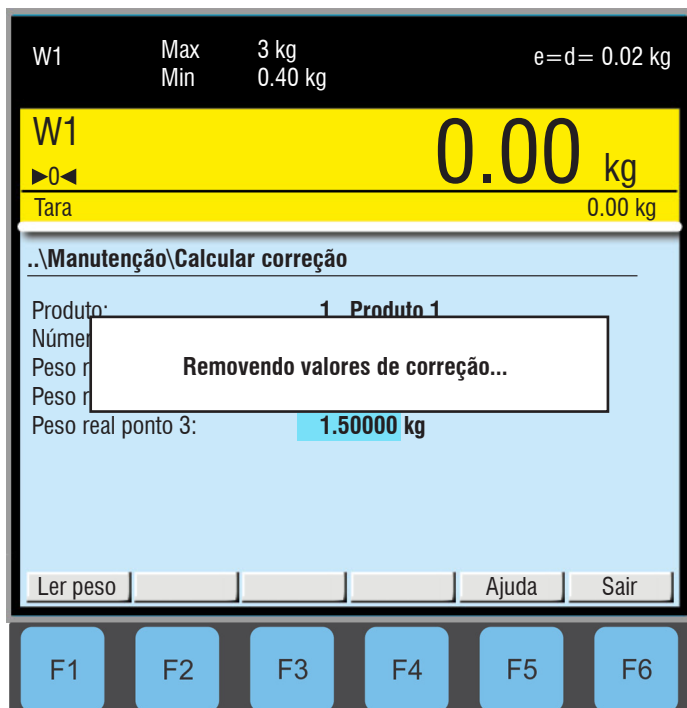 W1 Max 3 kg e=d= 0.02 kg
Min 0.40 kg
W1 0.00 kg
►0◄
Tara 0.00 kg
..\Manutenção\Calcular correção
Produto: 1 Produto 1
Removendo valores de correção...
Peso
Peso
Peso real ponto 3: 1.50000 kg
Ler peso Ajuda Sair
F1 F2 F3 F4 F5 F6